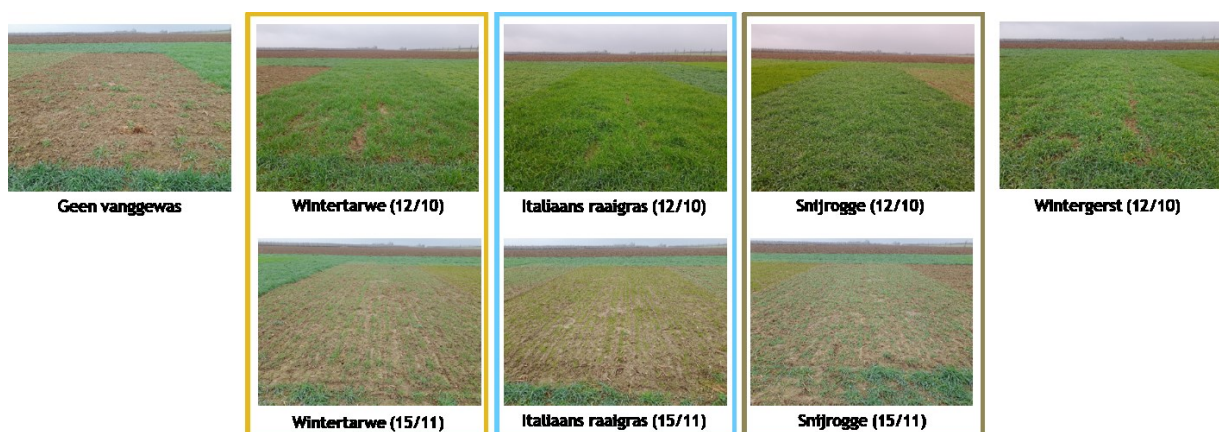 Geen vanggewas
Wintertarwe (12/10)
Italiaans raaigras (12/10)
Snijrogge (12/10)
Wintergerst (12/10)
Wintertarwe (15/11)
Italiaans raaigras (15/11)
Snijrogge (15/11)